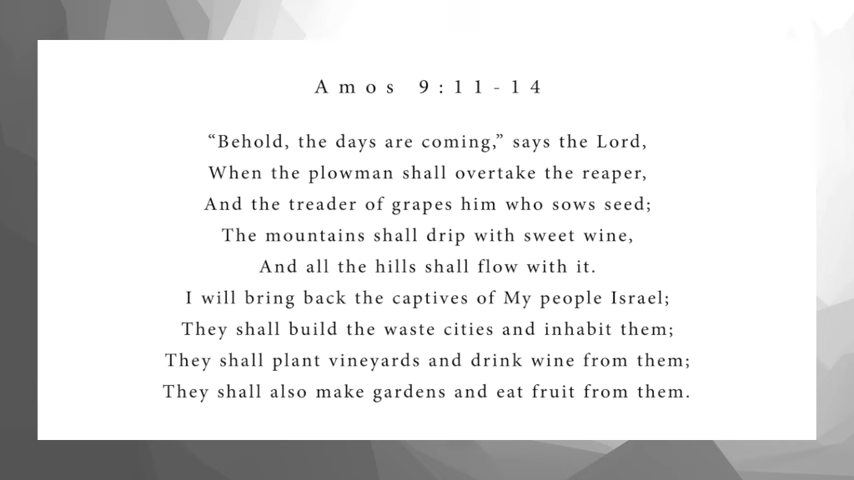 Amos 9:11-14
“Behold, the days are coming,” says the Lord,
When the plowman shall overtake the reaper,
And the treader of grapes him who sows seed;
The mountains shall drip with sweet wine,
And all the hills shall flow with it.
I will bring back the captives of My people Israel;
They shall build the waste cities and inhabit them;
They shall plant vineyards and drink wine from them;
They shall also make gardens and eat fruit from them.